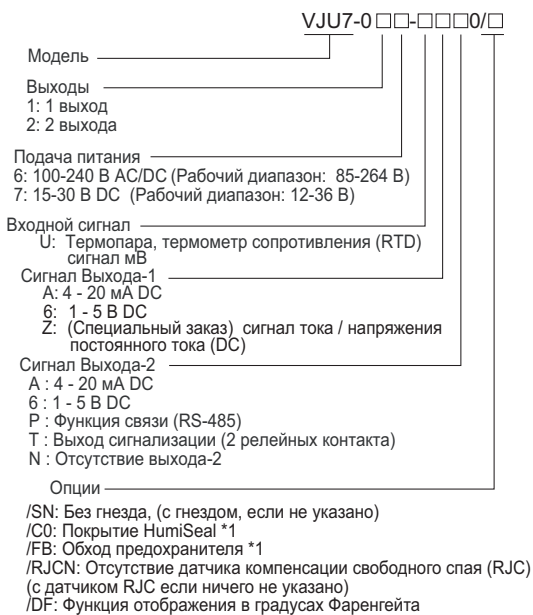 VJU7-0□□-□□□0/□
Модель
Выходы
1: 1 выход
2: 2 выхода
Подача питания
6: 100-240 В AC/DC (Рабочий диапазон: 85-264 В)
7: 15-30 В DC (Рабочий диапазон: 12-36 В)
Входной сигнал
U: Термопара, термометр сопротивления (RTD)
сигнал мВ
Сигнал Выхода-1
A: 4 - 20 мА DC
6: 1 - 5 В DC
Z: (Специальный заказ) сигнал тока / напряжения
постоянного тока (DC)
Сигнал Выхода-2
A : 4 - 20 мА DC
6 : 1 - 5 В DC
P : Функция связи (RS-485)
T : Выход сигнализации (2 релейных контакта)
N : Отсутствие выхода-2
Опции
/SN: Без гнезда, (с гнездом, если не указано)
/C0: Покрытие HumiSeal *1
/FB: Обход предохранителя *1
/RJCN: Отсутствие датчика компенсации свободного спая (RJC)
(с датчиком RJC если ничего не указано)
/DF: Функция отображения в градусах Фаренгейта